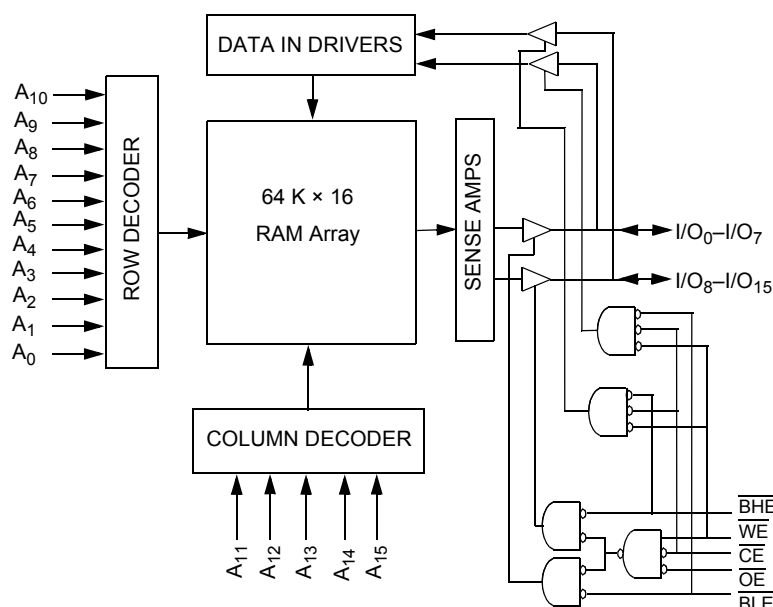 DATA IN DRIVERS
A10
A9
A8
A7
A6
A5
A4
A3
A2
A1
A0
ROW DECODER
64 K × 16
RAM Array
SENSE AMPS
I/O0–I/O7
I/O8–I/O15
COLUMN DECODER
A11
A12
A13
A14
A15
BHE
WE
CE
OE
BLE